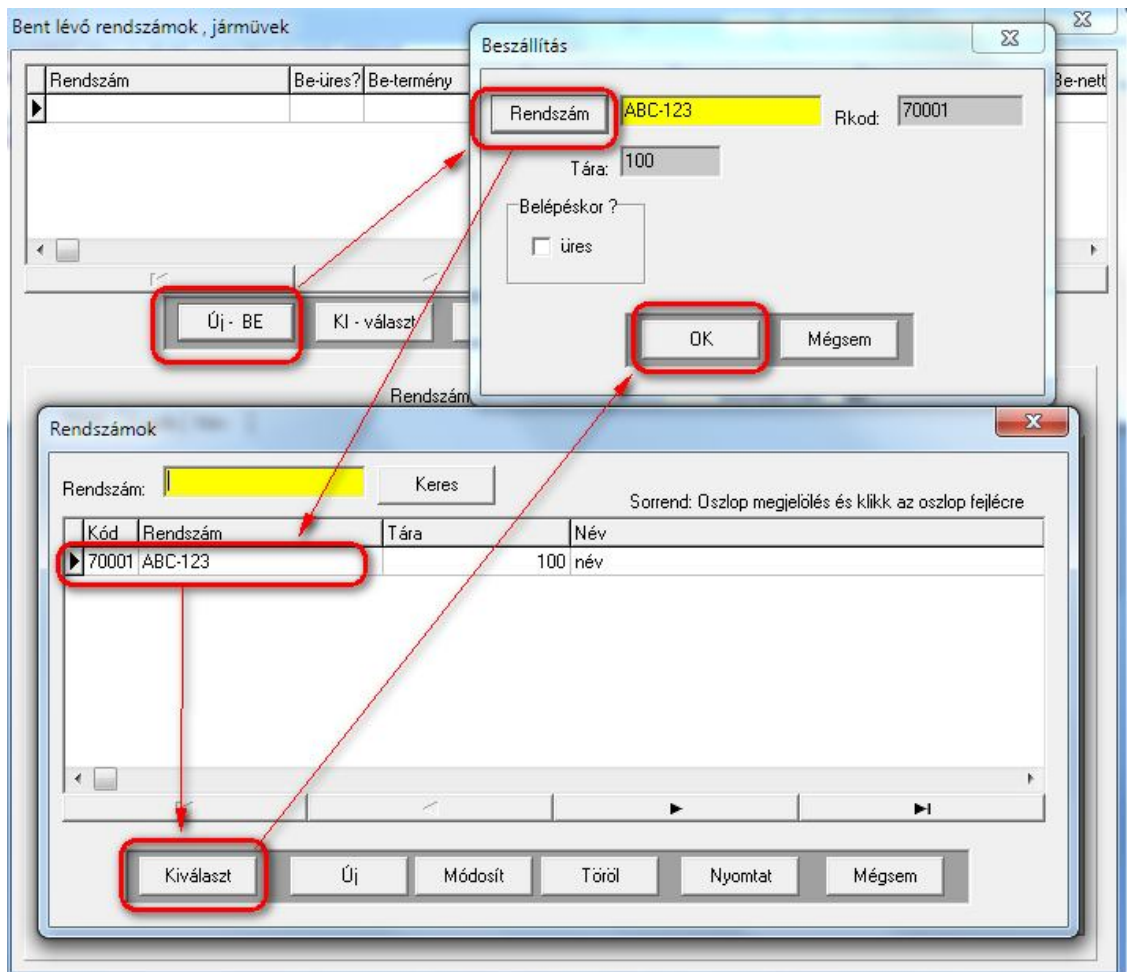 Bent lévő rendszámok , járművek
Rendszám Be-üres? Be-termény Be-nett
Új - BE KI - választ
Rendszám
Beszállítás
Rendszám ABC-123 Rkod: 70001
Tára: 100
Belépéskor ?
üres
OK Mégsem
Rendszámok
Rendszám: Keres
Sorrend: Oszlop megjelölés és klikk az oszlop fejlécre
Kód Rendszám Tára Név
70001 ABC-123 100 név
Kiválaszt Új Módosít Töröl Nyomtat Mégsem